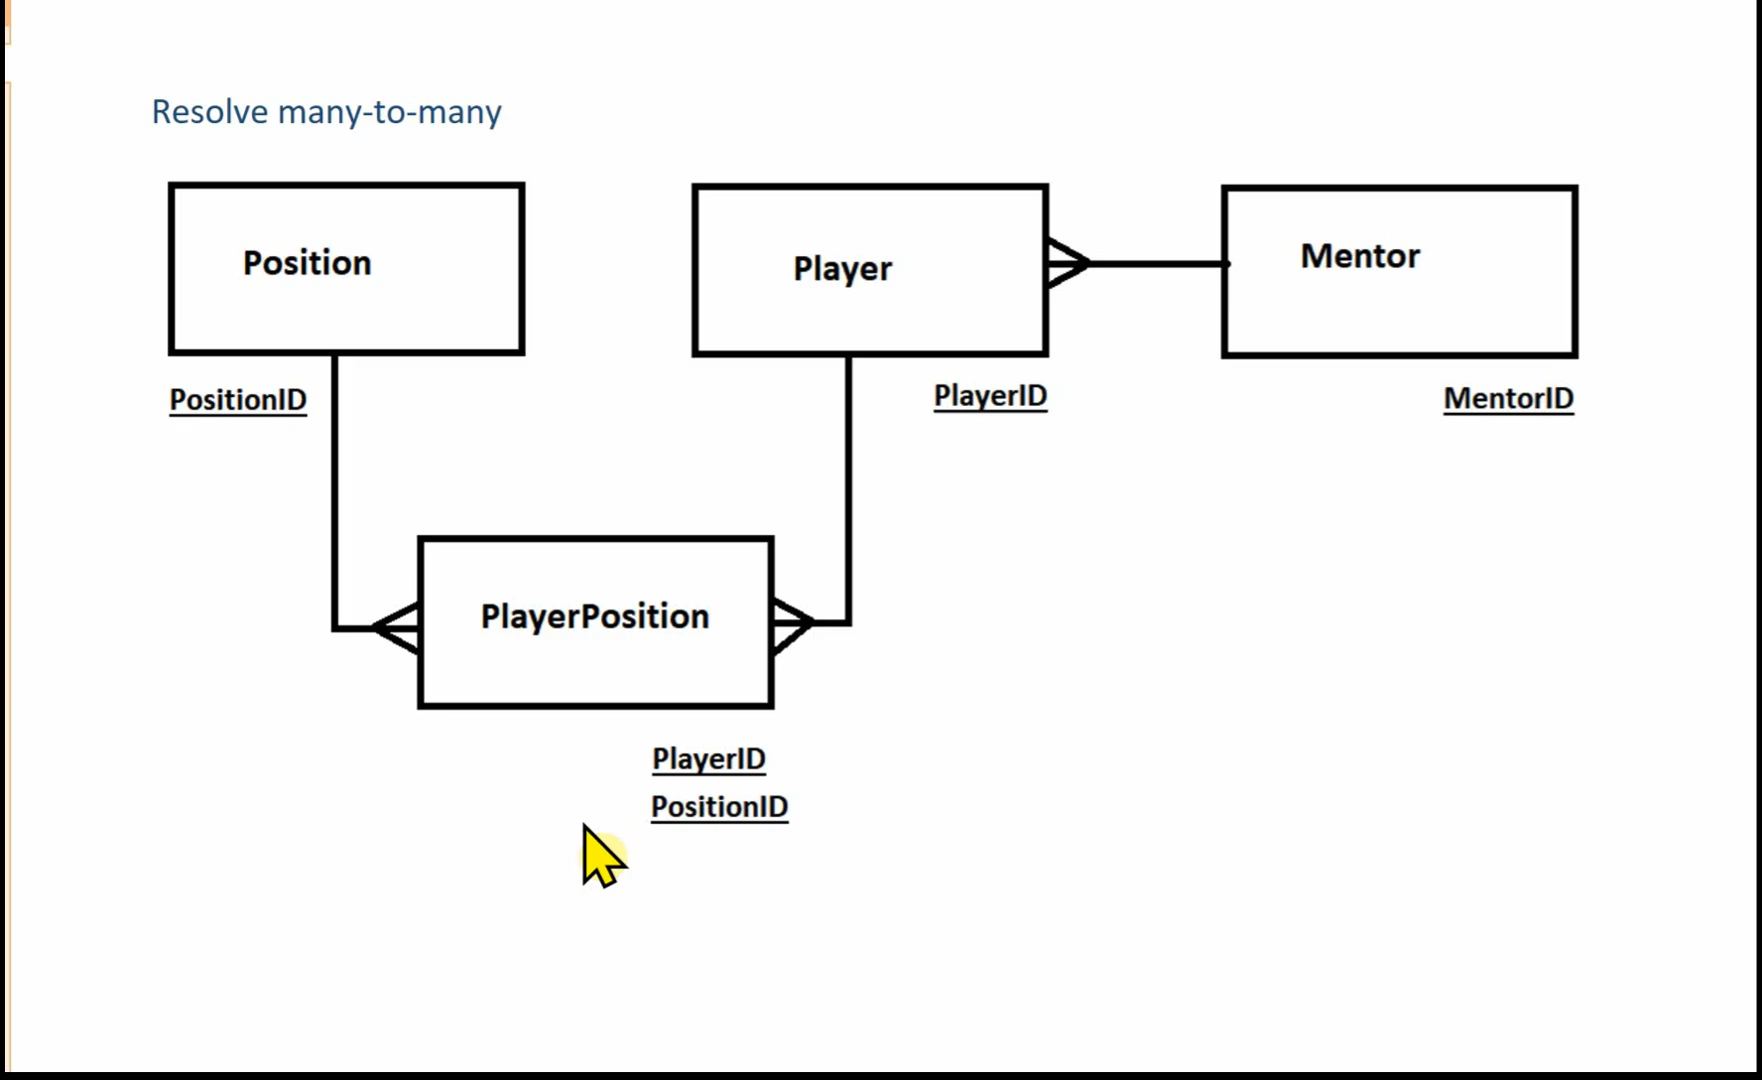 Resolve many-to-many
Position
Player
Mentor
PositionID
PlayerID
MentorID
PlayerPosition
PlayerID
PositionID